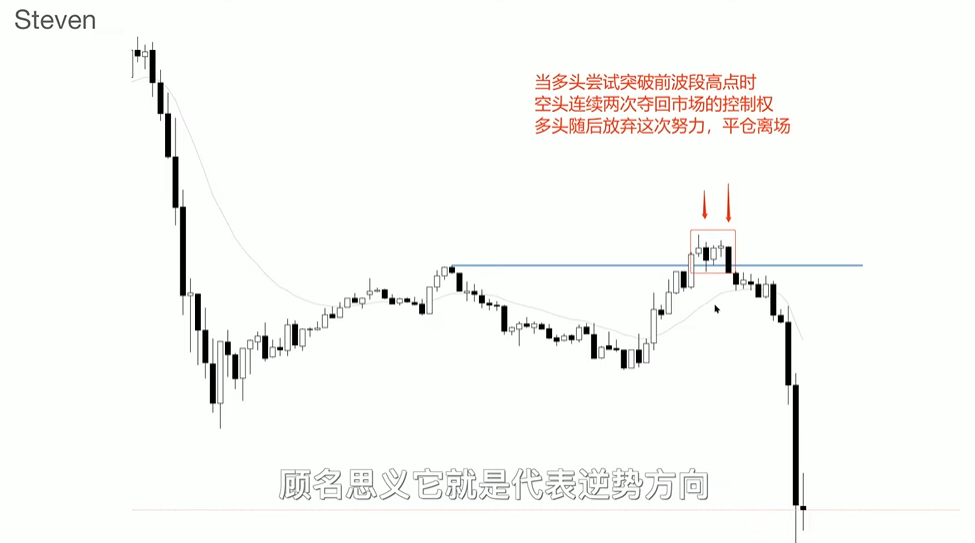 Steven
当多头尝试突破前波段高点时
空头连续两次夺回市场的控制权
多头随后放弃这次努力，平仓离场
顾名思义它就是代表逆势方向